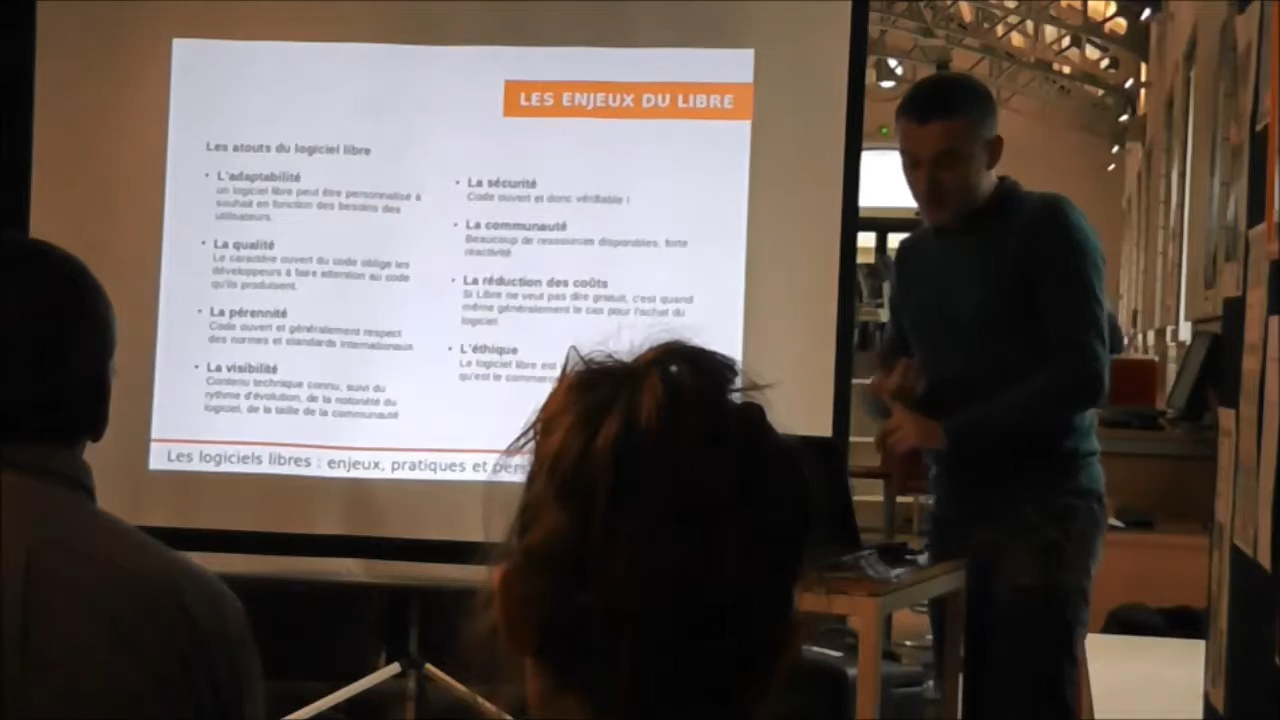 LES ENJEUX DU LIBRE
Les atouts du logiciel libre
• L'adaptabilité
un logiciel libre peut être personnalisé à
souhait en fonction des besoins des
utilisateurs.
• La qualité
Le caractère ouvert du code oblige les
développeurs à faire attention au code
qu'ils produisent.
• La pérennité
Code ouvert et généralement respect
des normes et standards internationaux
• La visibilité
Contenu technique connu, suivi du
rythme d'évolution, de la notoriété du
logiciel, de la taille de la communauté
• La sécurité
Code ouvert et donc vérifiable !
• La communauté
Beaucoup de ressources disponibles, forte
réactivité.
• La réduction des coûts
Si Libre ne veut pas dire gratuit, c'est quand
même généralement le cas pour l'achat du
logiciel.
• L'éthique
Le logiciel libre est
qu'est le commerce
Les logiciels libres : enjeux, pratiques et